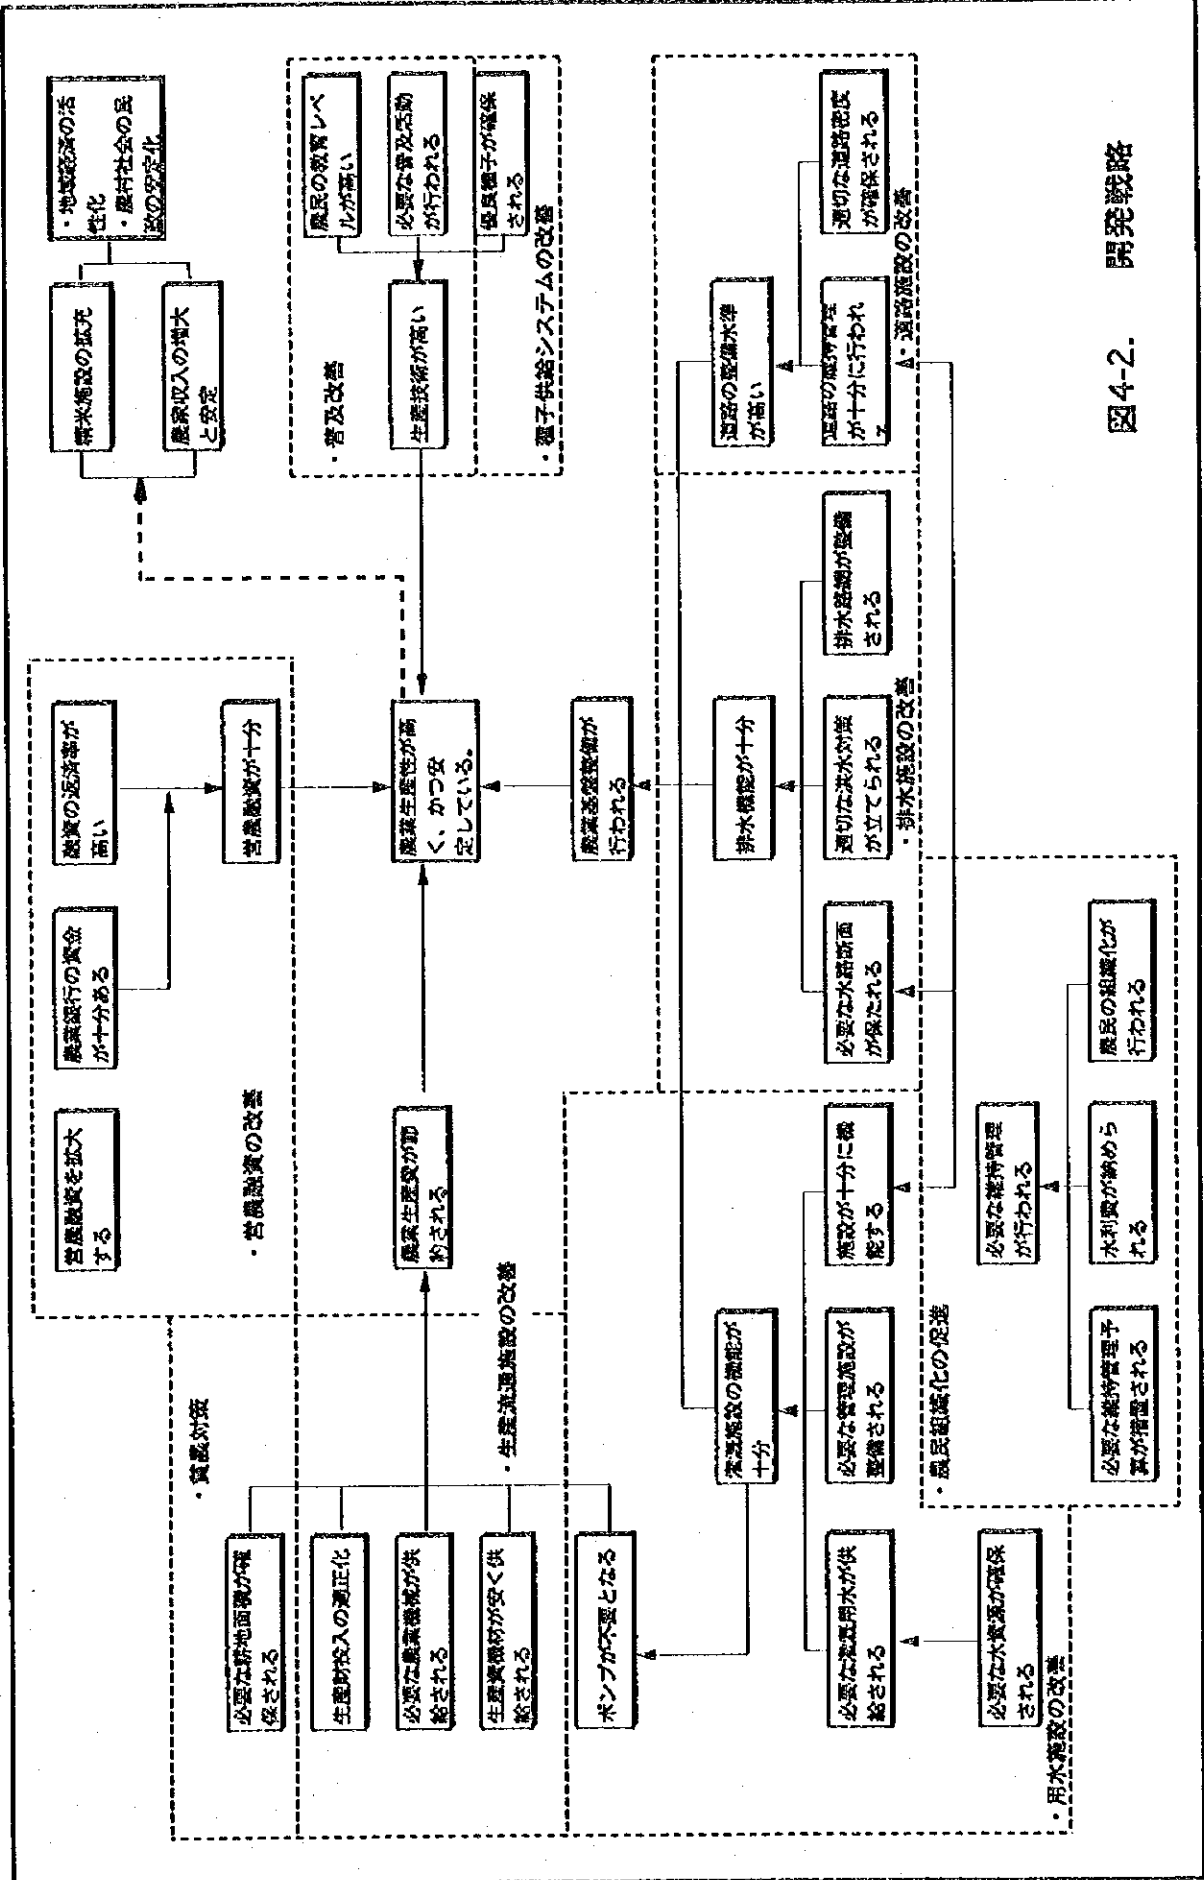 ・地域経済の活
性化
・農村社会の民
政の安定化
精米施設の拡充
農家収入の増大
と安定
融資の返済率が
高い
農業銀行の資金
が十分ある
営農融資を拡大
する
営農融資が十分
・営農融資の改善
・貧農対策
必要な耕地面積が確
保される
生産財投入の適正化
必要な農業機械が供
給される
生産資機材が安く供
給される
ポンプが不要となる
・生産流通施設の改善
農業生産費が節
約される
農業生産性が高
く、かつ安
定している。
・普及改善
生産技術が高い
農民の教育レベ
ルが高い
必要な普及活動
が行われる
優良種子が確保
される
・種子供給システムの改善
農業基盤整備が
行われる
灌漑施設の機能が
十分
排水機能が十分
道路の整備水準
が高い
必要な灌漑用水が供
給される
必要な管理施設が
整備される
施設が十分に機
能する
必要な水路断面
が保たれる
適切な洪水対策
が立てられる
排水路網が整備
される
道路の維持管理
が十分に行われ
適切な道路密度
が確保される
・排水施設の改善
・道路施設の改善
・農民組織化の促進
必要な水資源が確保
される
必要な維持管理
が行われる
・用水施設の改善
必要な維持管理予
算が措置される
水利費が納めら
れる
農民の組織化が
行われる
図4-2. 開発戦略